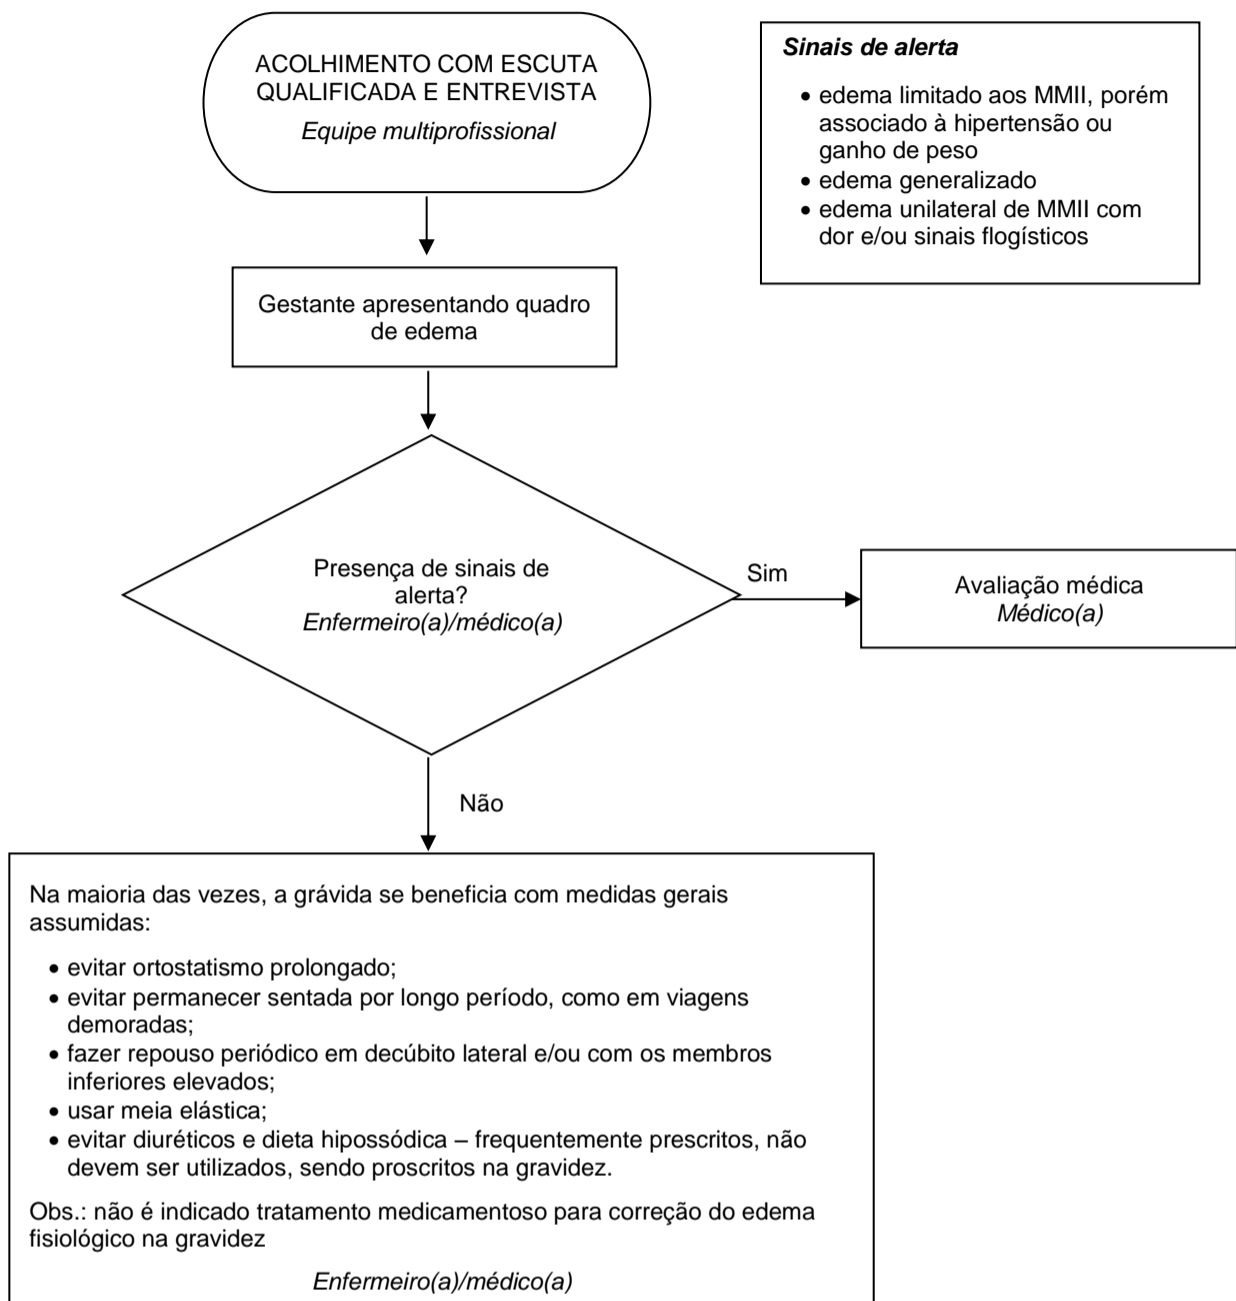 ACOLHIMENTO COM ESCUTA
QUALIFICADA E ENTREVISTA
Equipe multiprofissional
Sinais de alerta
• edema limitado aos MMII, porém
associado à hipertensão ou
ganho de peso
• edema generalizado
• edema unilateral de MMII com
dor e/ou sinais flogísticos
Gestante apresentando quadro
de edema
Presença de sinais de
alerta?
Enfermeiro(a)/médico(a)
Sim
Avaliação médica
Médico(a)
Não
Na maioria das vezes, a grávida se beneficia com medidas gerais
assumidas:
• evitar ortostatismo prolongado;
• evitar permanecer sentada por longo período, como em viagens
demoradas;
• fazer repouso periódico em decúbito lateral e/ou com os membros
inferiores elevados;
• usar meia elástica;
• evitar diuréticos e dieta hipossódica – frequentemente prescritos, não
devem ser utilizados, sendo proscritos na gravidez.
Obs.: não é indicado tratamento medicamentoso para correção do edema
fisiológico na gravidez
Enfermeiro(a)/médico(a)